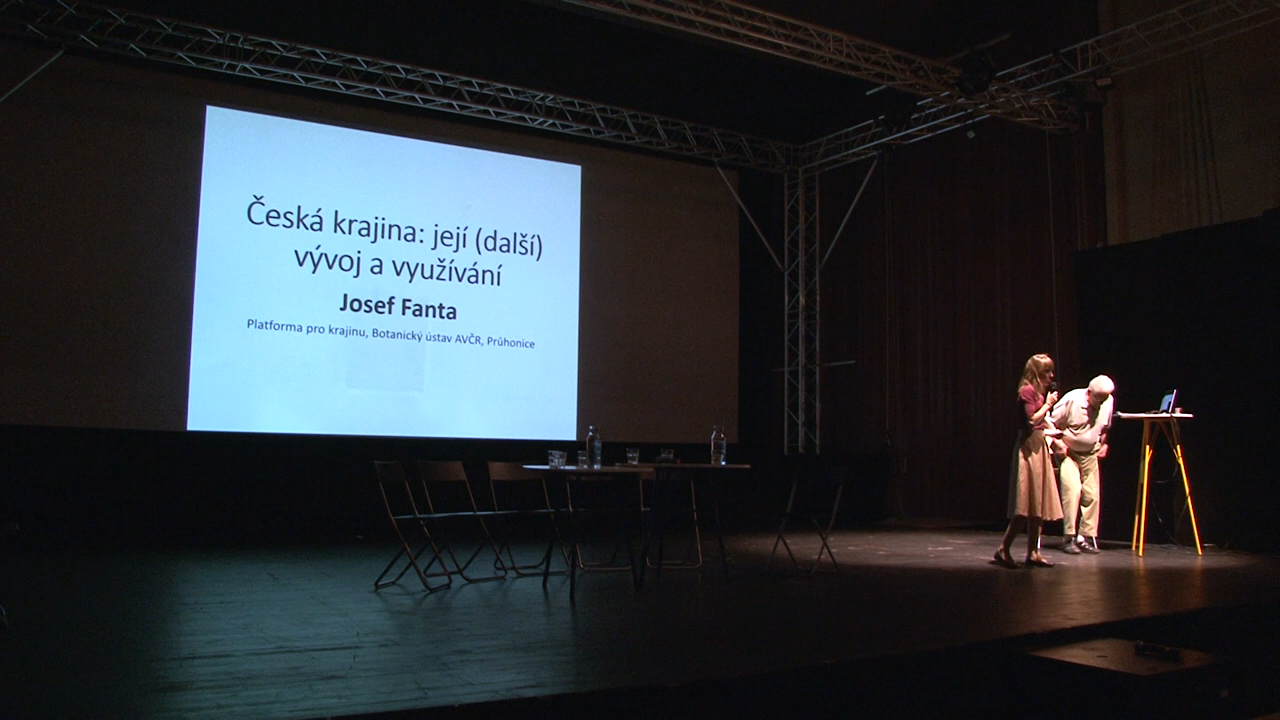 Česká krajina: její (další)
vývoj a využívání
Josef Fanta
Platforma pro krajinu, Botanický ústav AVČR, Průhonice